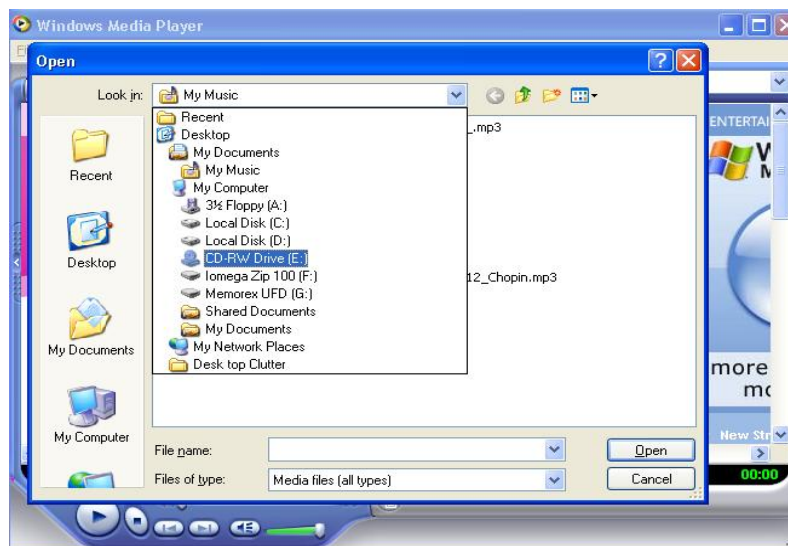 Windows Media Player
Open
Look in: My Music
Recent
Desktop
My Documents
My Music
My Computer
3½ Floppy (A:)
Local Disk (C:)
Local Disk (D:)
CD-RW Drive (E:)
Iomega Zip 100 (F:)
Memorex UFD (G:)
Shared Documents
My Documents
My Network Places
Desk top Clutter
_.mp3
12_Chopin.mp3
Recent
Desktop
My Documents
My Computer
File name:
Open
Files of type: Media files (all types)
Cancel
ENTERTAI
W
M
more
mo
New Str
00:00